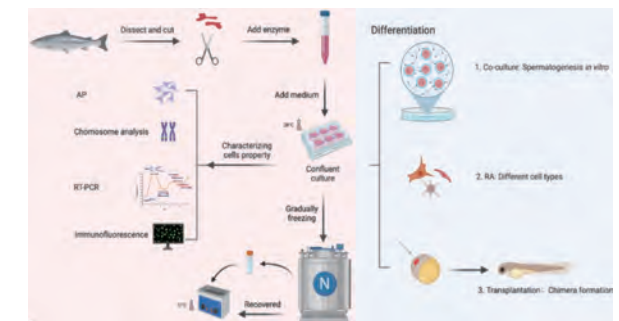 Dissect and cut
Add enzyme
Differentiation
1. Co-culture: Spermatogenesis in vitro
AP
Add medium
Chomosome analysis
Characterizing
cells property
Confluent
culture
2. RA: Different cell types
RT-PCR
Gradually
freezing
Immunofluorescence
N
Recovered
3. Transplantation: Chimera formation